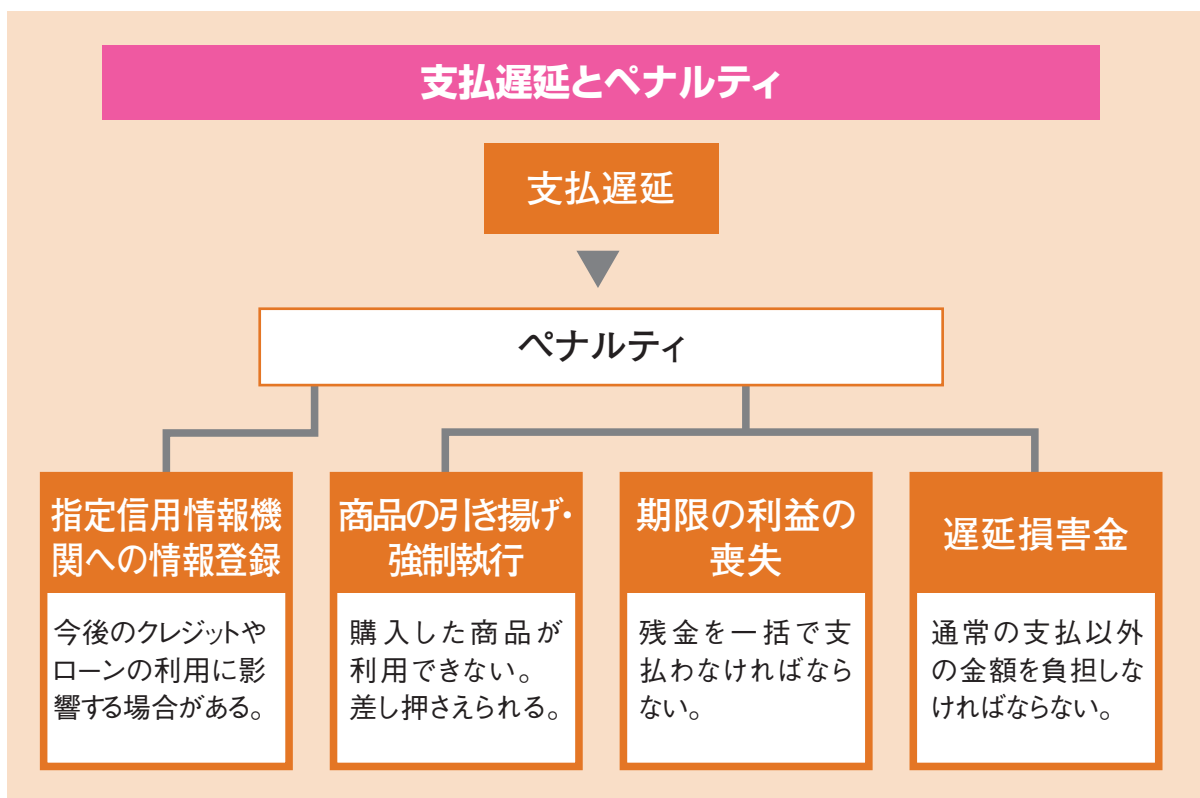 支払遅延とペナルティ
支払遅延
ペナルティ
指定信用情報機
関への情報登録
今後のクレジットや
ローンの利用に影
響する場合がある。
商品の引き揚げ・
強制執行
購入した商品が
利用できない。
差し押さえられる。
期限の利益の
喪失
残金を一括で支
払わなければなら
ない。
遅延損害金
通常の支払以外
の金額を負担しな
ければならない。